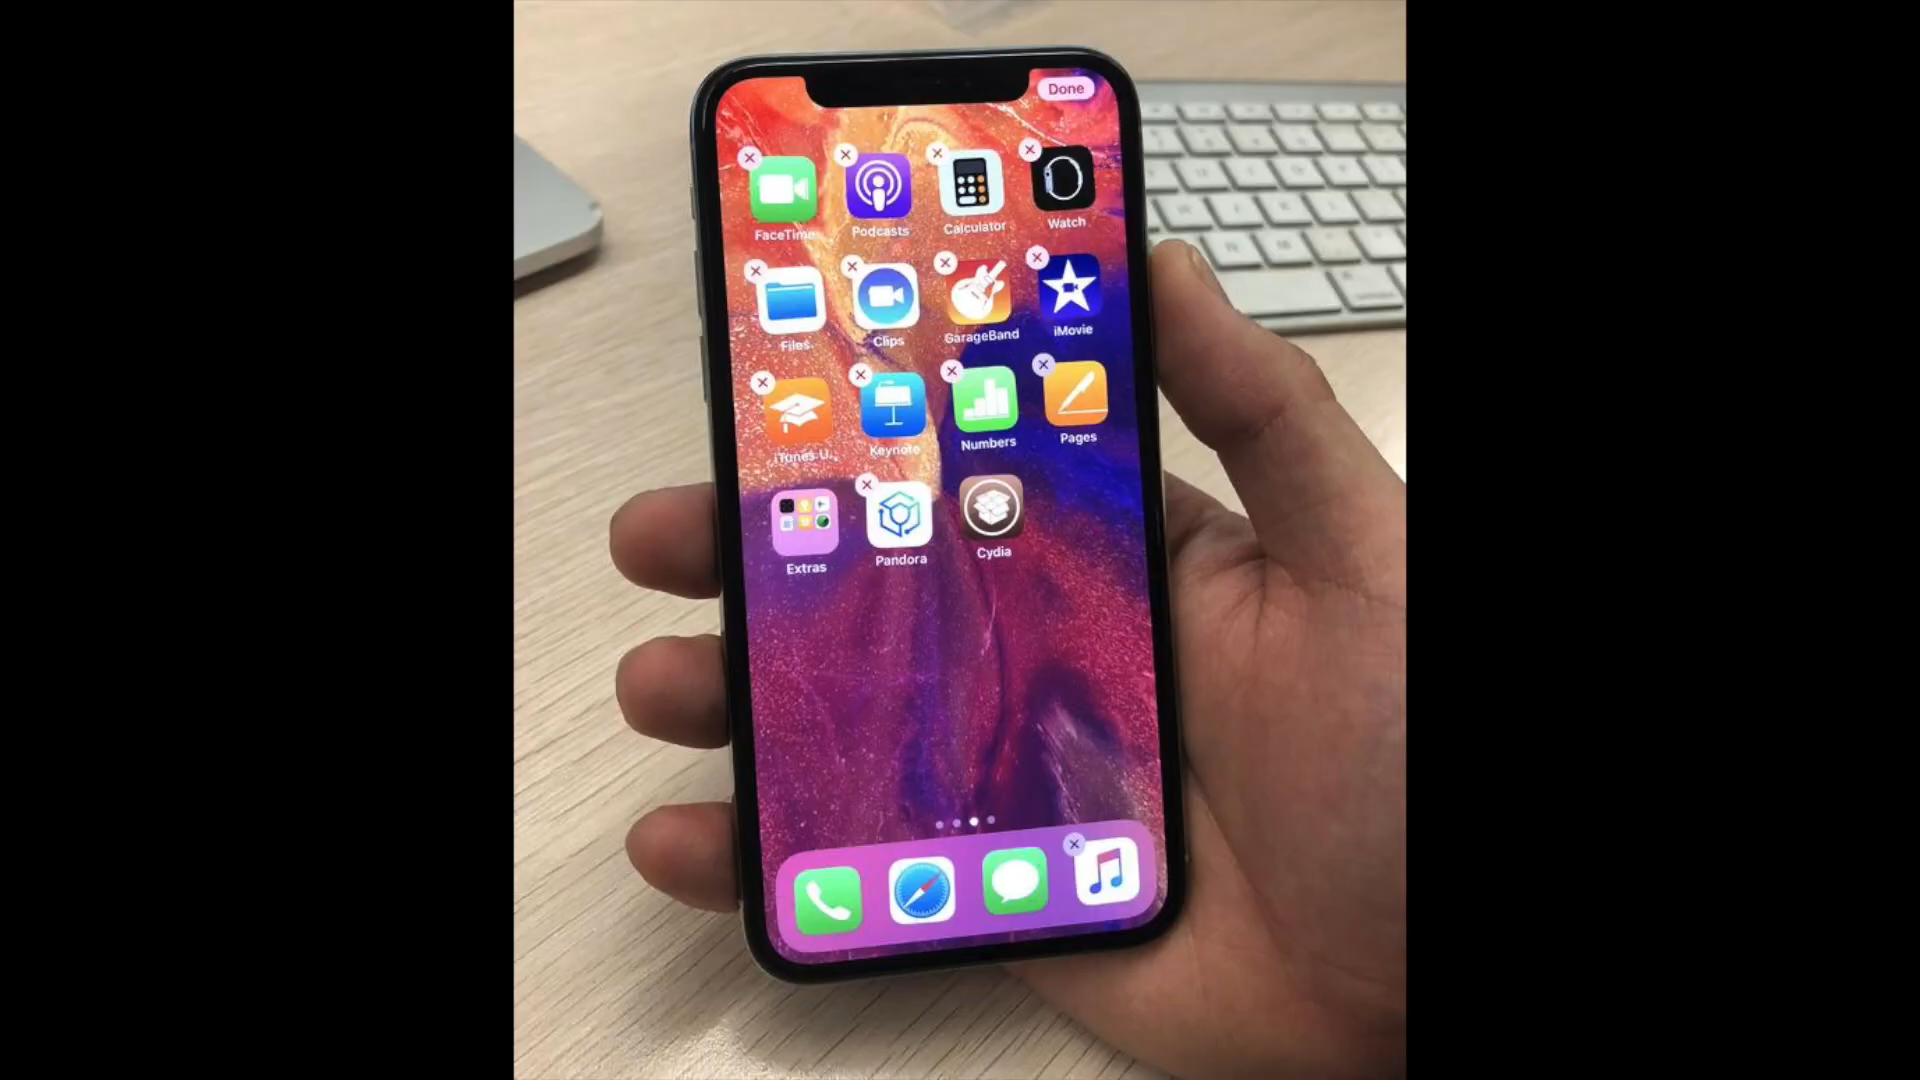 Done
FaceTime
Podcasts
Calculator
Watch
Files
Clips
GarageBand
iMovie
iTunes U
Keynote
Numbers
Pages
Extras
Pandora
Cydia